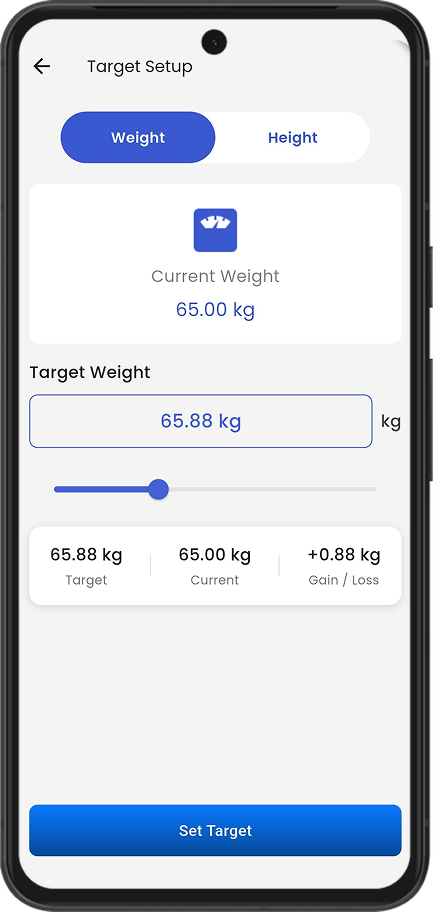 Target Setup
Weight Height
Current Weight
65.00 kg
Target Weight
65.88 kg kg
65.88 kg 65.00 kg +0.88 kg
Target Current Gain / Loss
Set Target